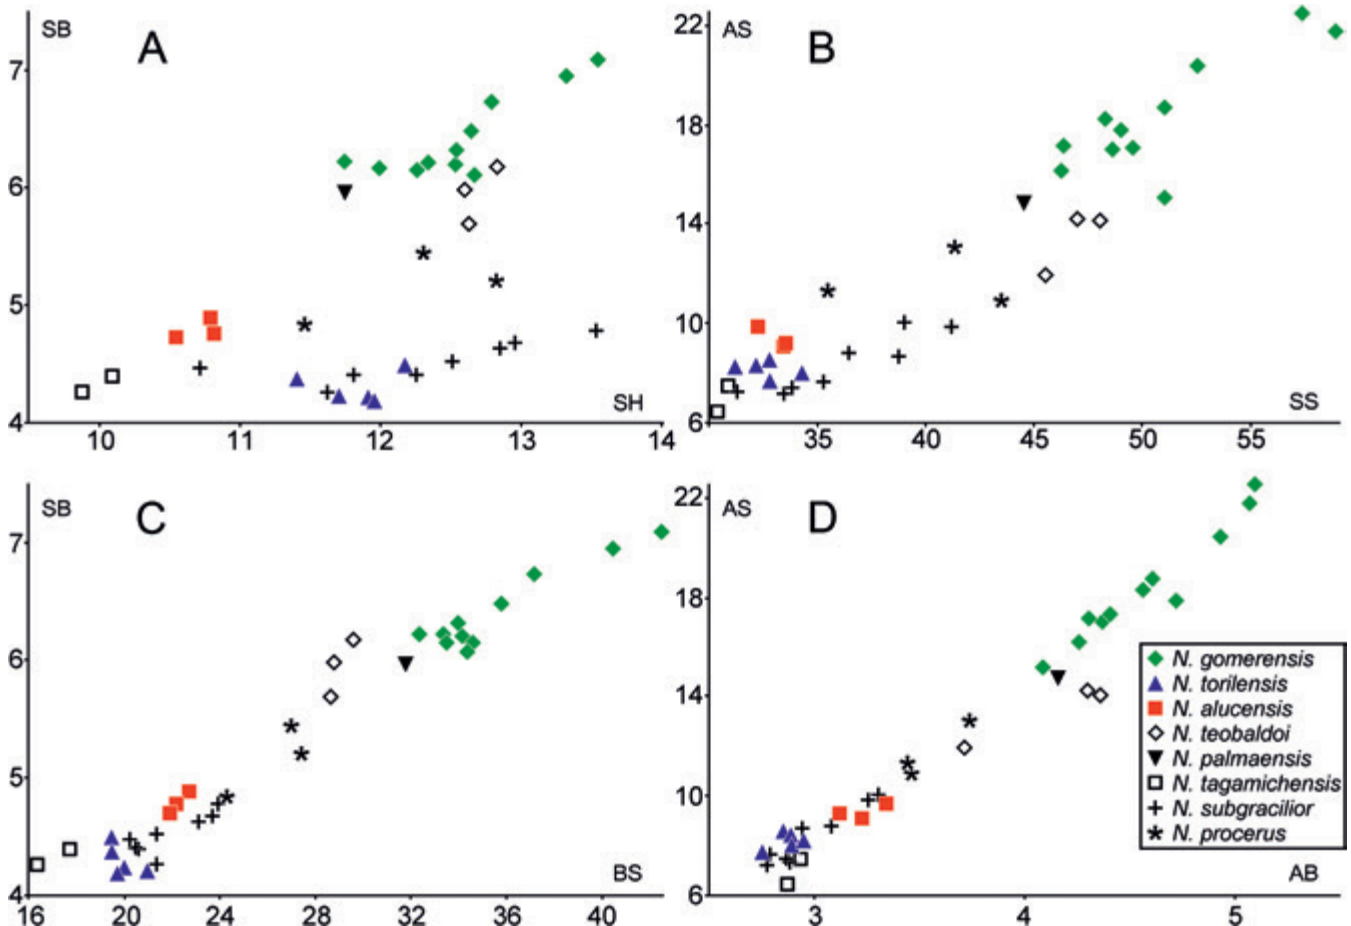 SB
A
7
6
5
4
SH
10
11
12
13
14
AS
B
22
18
14
10
6
SS
35
40
45
50
55
SB
C
7
6
5
4
BS
16
20
24
28
32
36
40
AS
D
22
18
14
10
6
AB
3
4
5
N. gomerensis
N. torilensis
N. alucensis
N. teobaldoi
N. palmaensis
N. tagamichensis
N. subgracilior
N. procerus